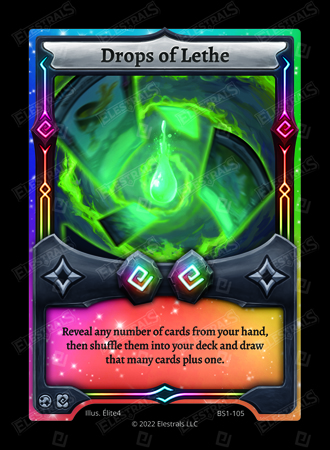 Drops of Lethe
Reveal any number of cards from your hand,
then shuffle them into your deck and draw
that many cards plus one.
Illus. Élite4
BS1-105
© 2022 Elestrals LLC
ELESTRALS